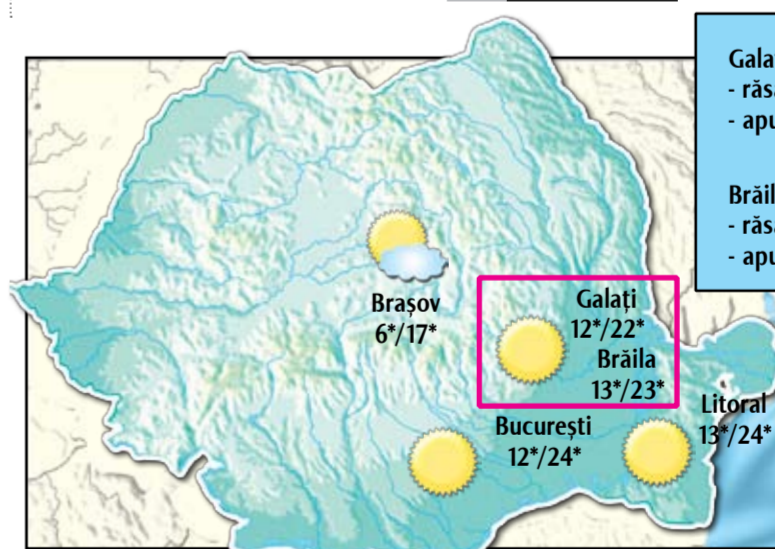 Brașov
6*/17*
Galați
12*/22*
Brăila
13*/23*
București
12*/24*
Litoral
13*/24*